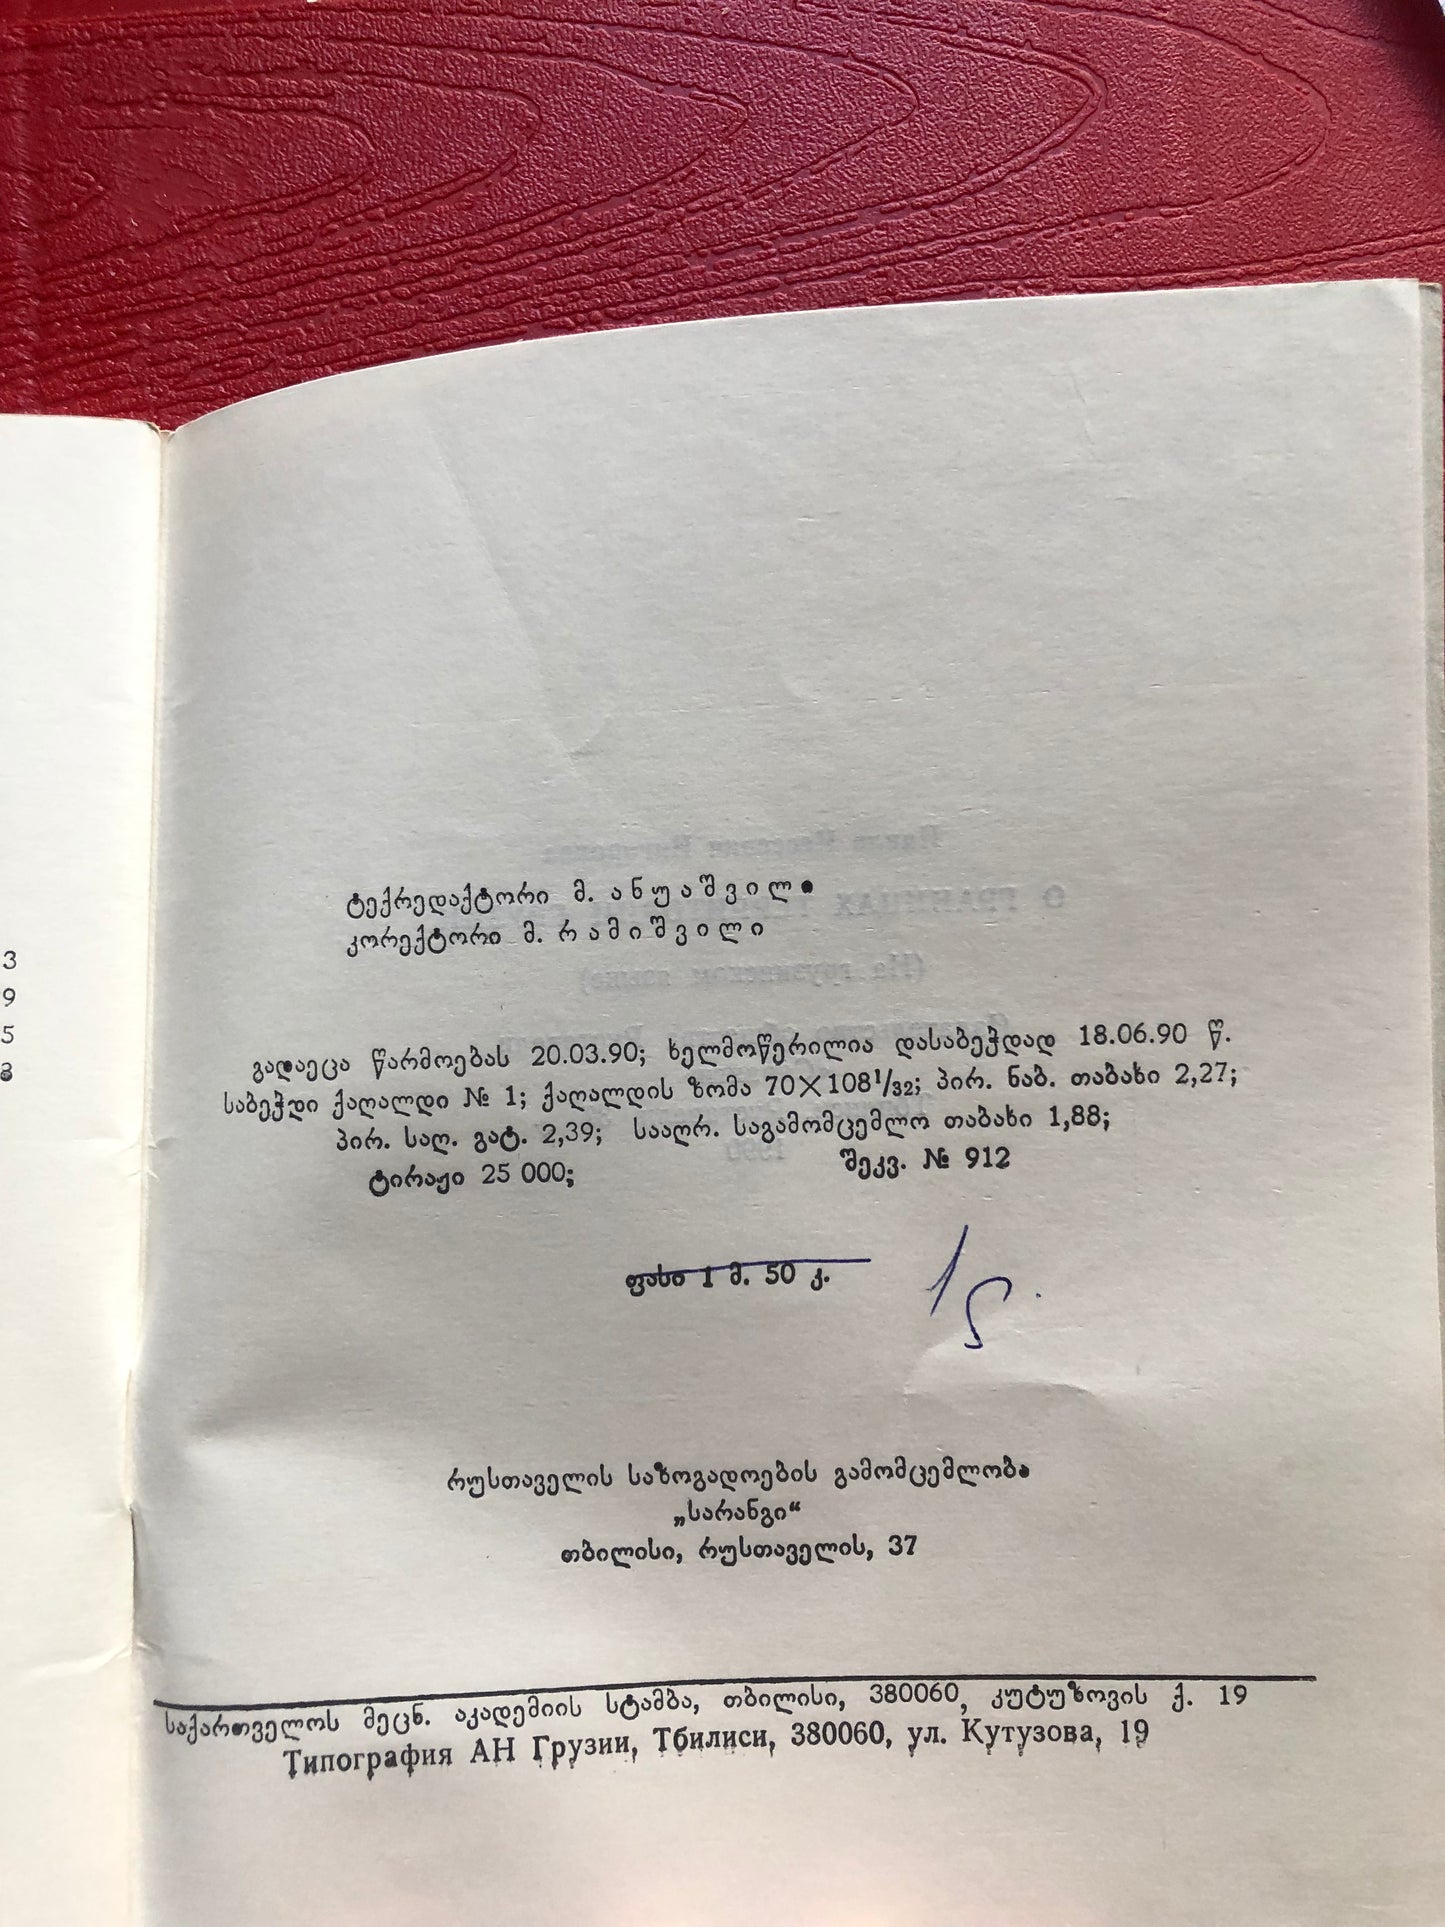 3
9
5
8
ტექრედაქტორი მ. ანუაშვილი
კორექტორი მ. რამიშვილი
გადაეცა წარმოებას 20.03.90; ხელმოწერილია დასაბეჭდად 18.06.90 წ.
საბეჭდი ქაღალდი № 1; ქაღალდის ზომა 70×108¹/₃₂; პირ. ნაბ. თაბახი 2,27;
პირ. საღ. გატ. 2,39; სააღრ. საგამომცემლო თაბახი 1,88;
ტირაჟი 25 000; შეკვ. № 912
ფასი 1 მ. 50 კ.
რუსთაველის საზოგადოების გამომცემლობა
„სარანგი“
თბილისი, რუსთაველის, 37
საქართველოს მეცნ. აკადემიის სტამბა, თბილისი, 380060, კუტუზოვის ქ. 19
Типография АН Грузии, Тбилиси, 380060, ул. Кутузова, 19